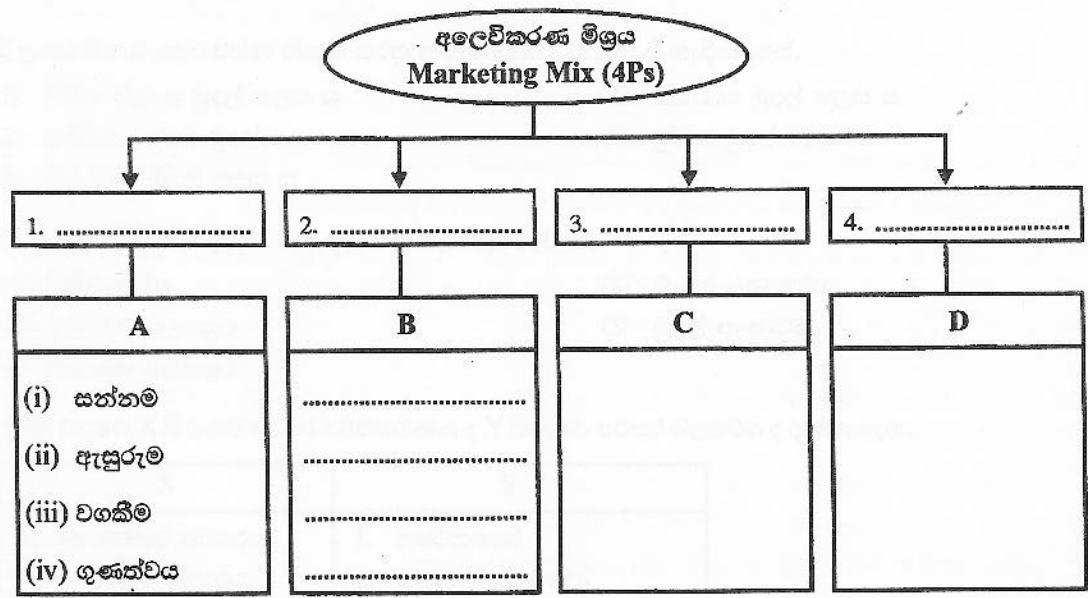 අලෙවිකරණ මිශ්‍රය
Marketing Mix (4Ps)
1. ....................................
2. ....................................
3. ....................................
4. ....................................
A
B
C
D
(i) සන්නම
(ii) ඇසුරුම
(iii) වගකීම
(iv) ගුණත්වය